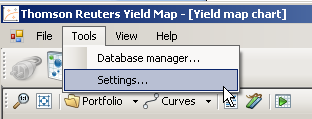 Thomson Reuters Yield Map - [Yield map chart]
File Tools View Help
Database manager...
Settings...
Portfolio Curves